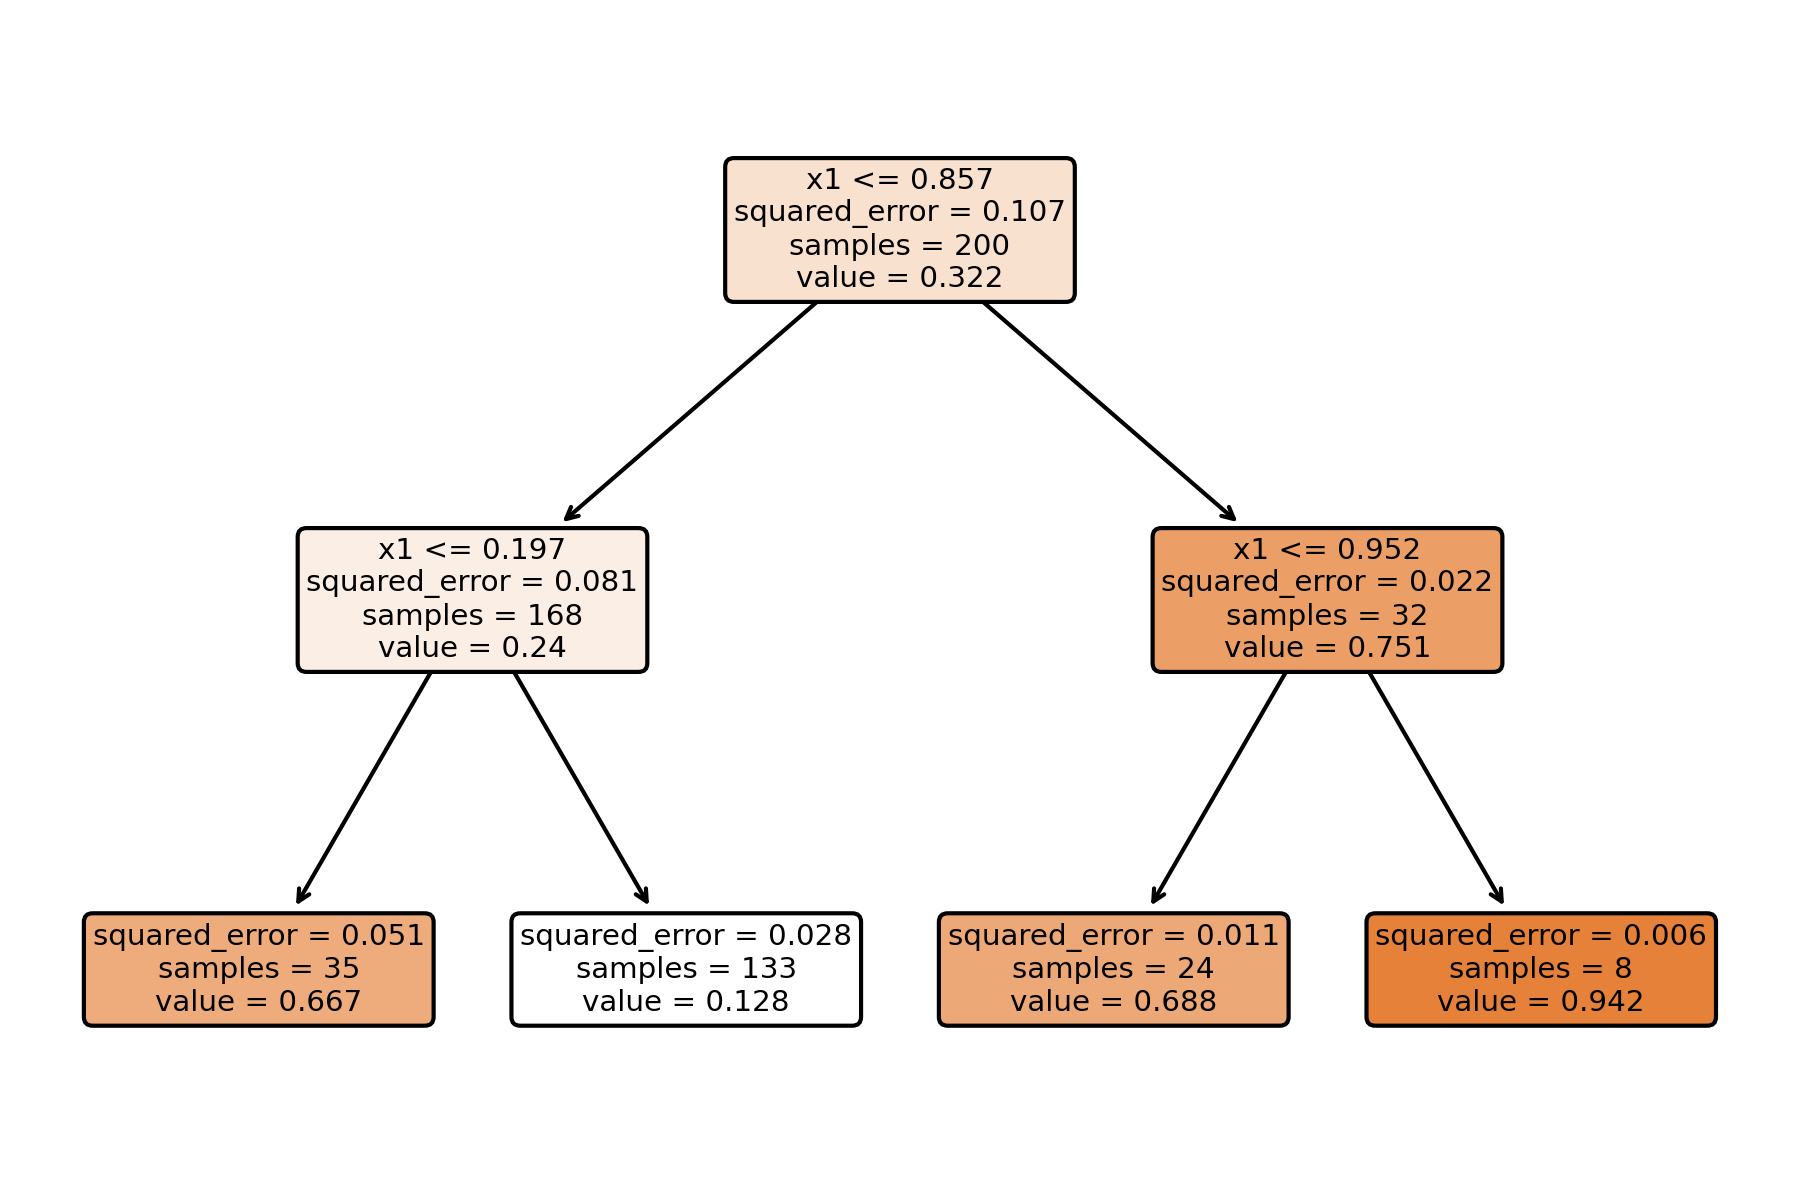 x1 <= 0.857
squared_error = 0.107
samples = 200
value = 0.322
x1 <= 0.197
squared_error = 0.081
samples = 168
value = 0.24
x1 <= 0.952
squared_error = 0.022
samples = 32
value = 0.751
squared_error = 0.051
samples = 35
value = 0.667
squared_error = 0.028
samples = 133
value = 0.128
squared_error = 0.011
samples = 24
value = 0.688
squared_error = 0.006
samples = 8
value = 0.942